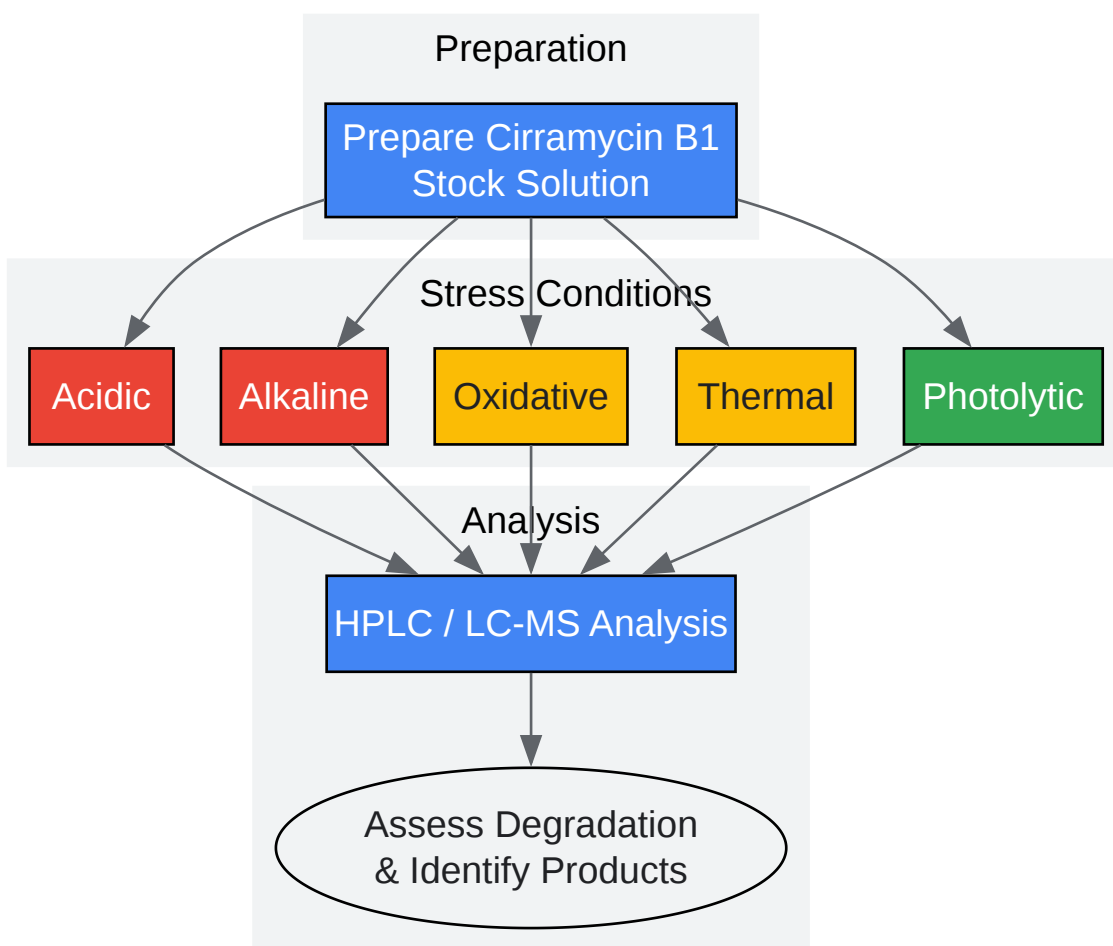 Preparation
Prepare Cirramycin B1
Stock Solution
Stress Conditions
Acidic
Alkaline
Oxidative
Thermal
Photolytic
Analysis
HPLC / LC-MS Analysis
Assess Degradation
& Identify Products